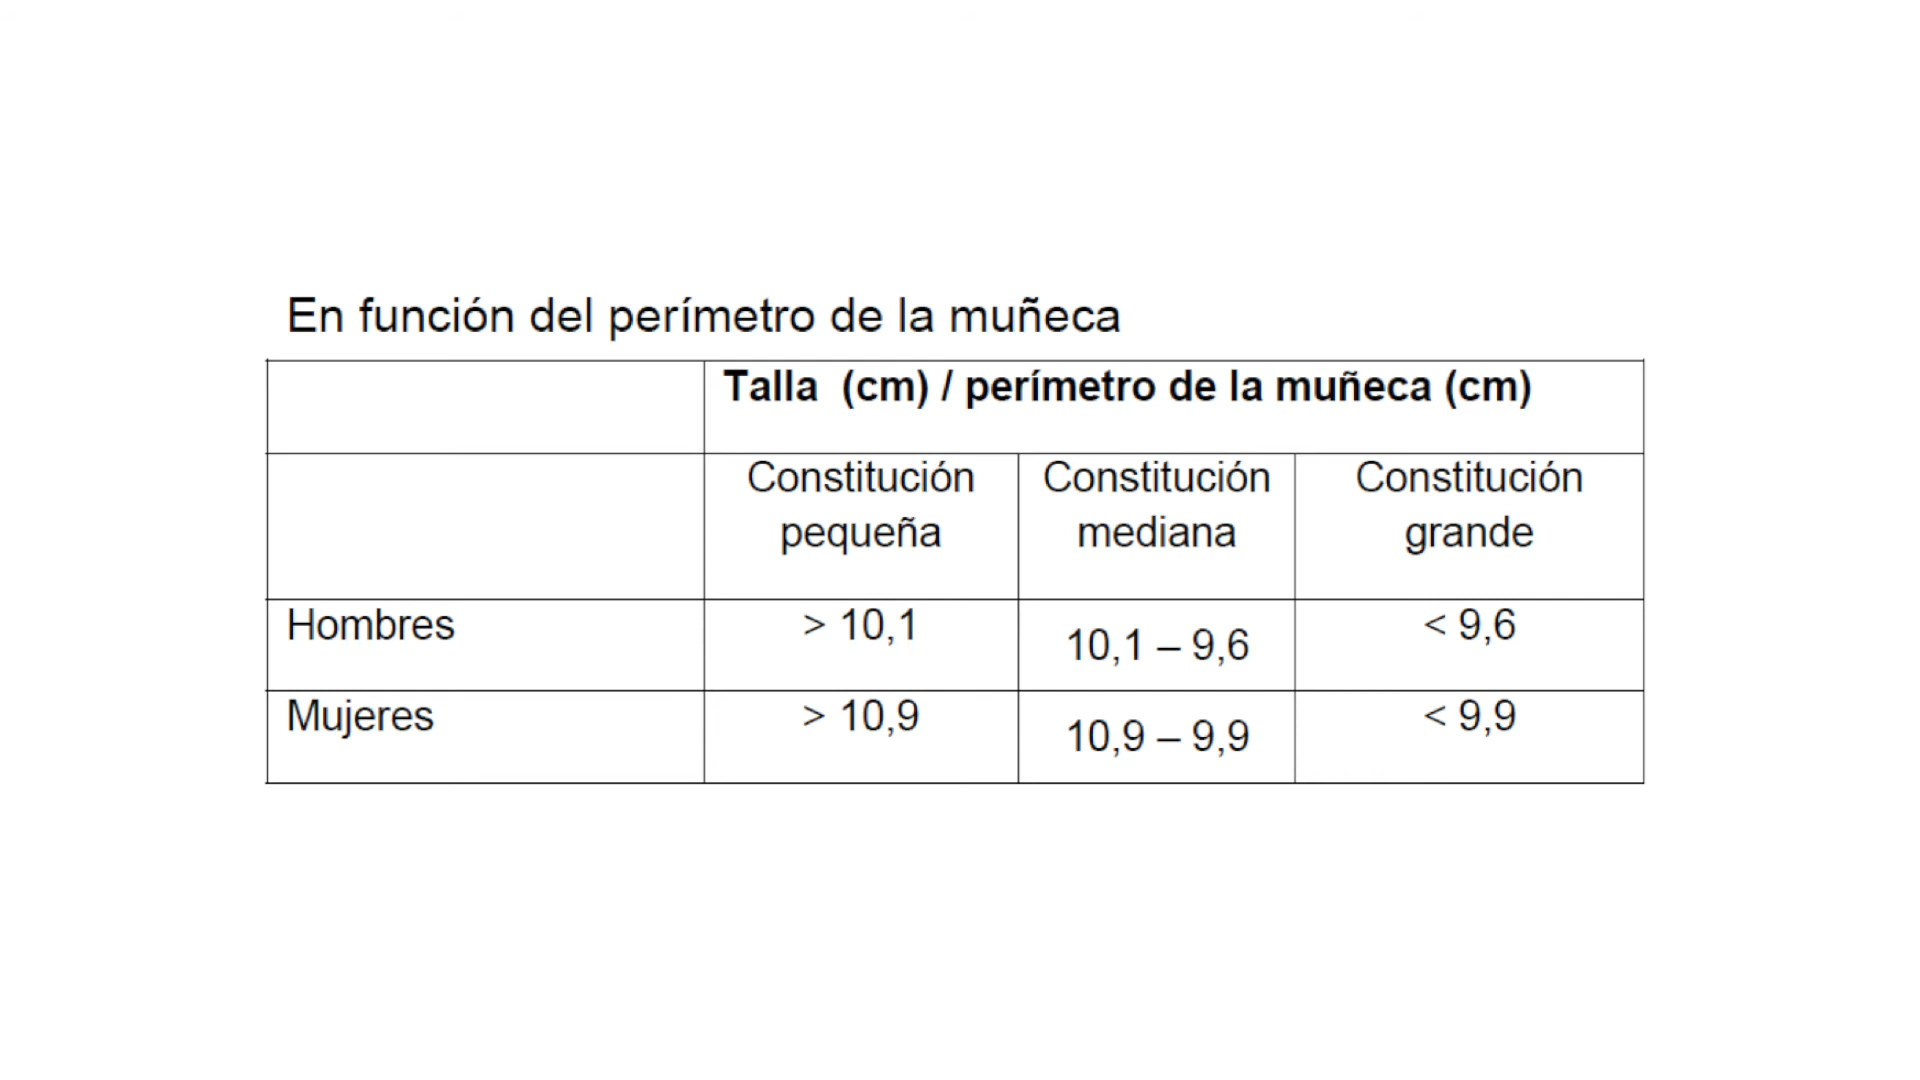 En función del perímetro de la muñeca
Talla (cm) / perímetro de la muñeca (cm)
Constitución pequeña
Constitución mediana
Constitución grande
Hombres > 10,1 10,1 – 9,6 < 9,6
Mujeres > 10,9 10,9 – 9,9 < 9,9